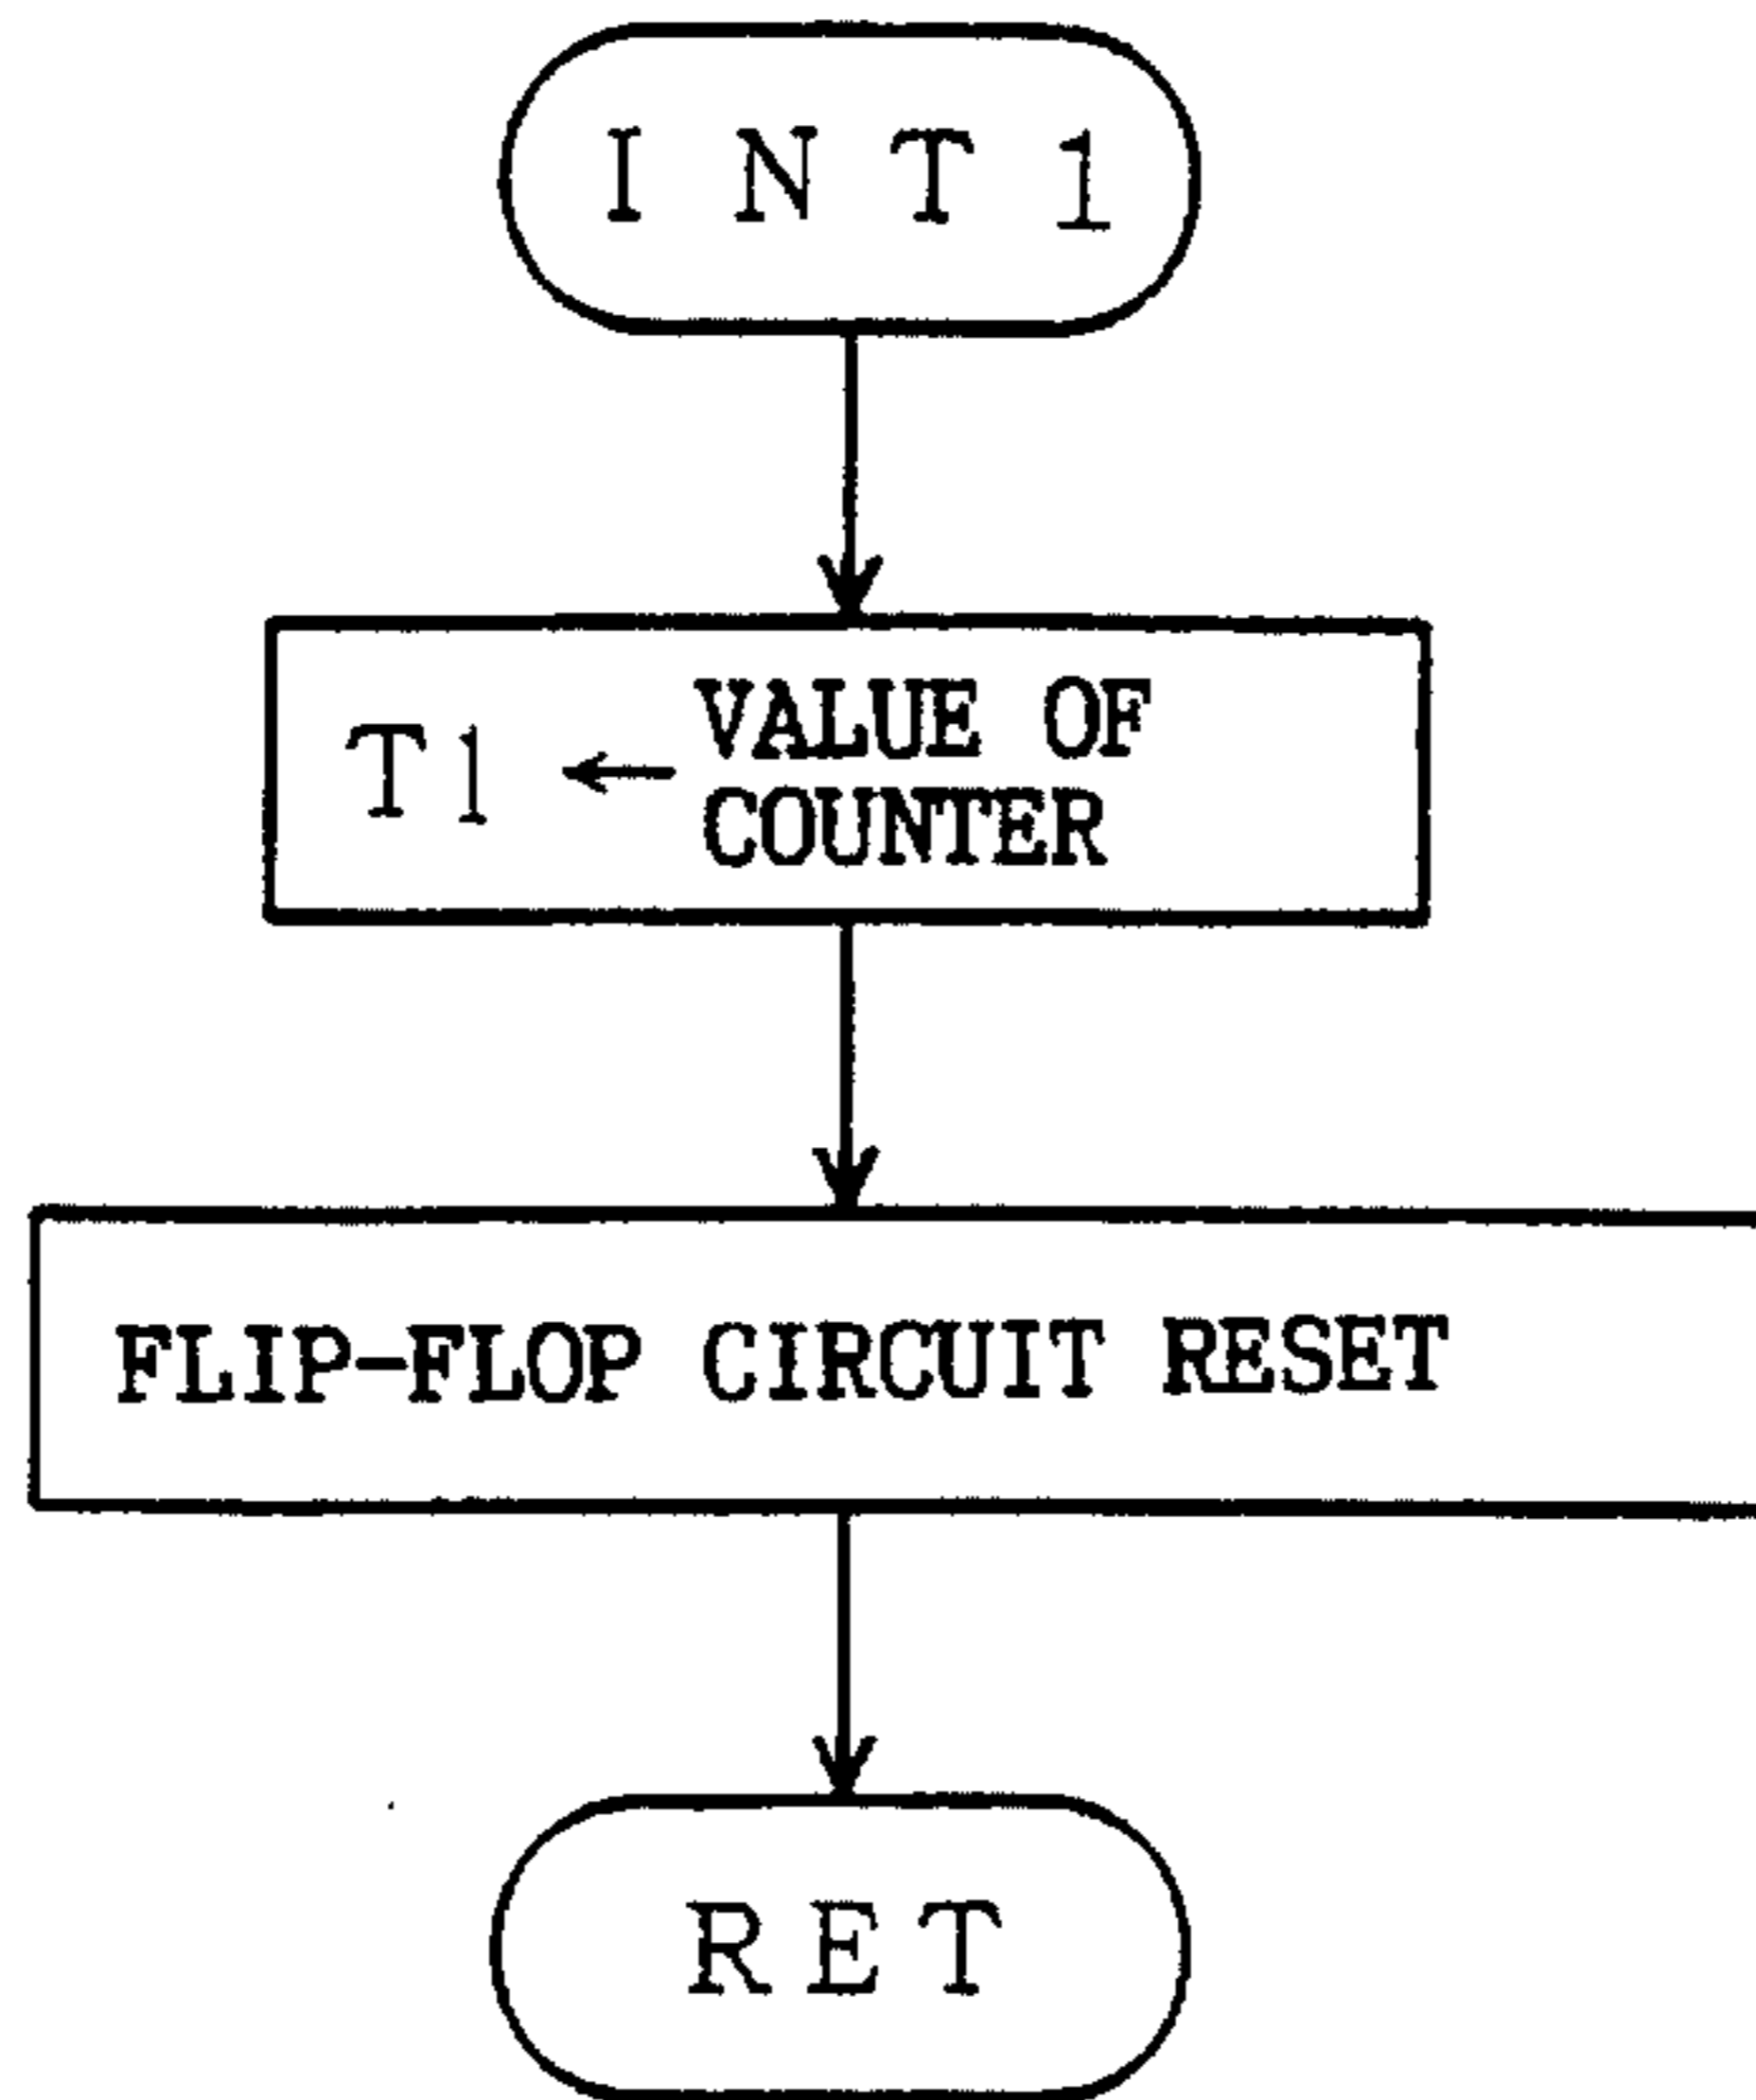 INT1
T1 ← VALUE OF
COUNTER
FLIP-FLOP CIRCUIT RESET
RET